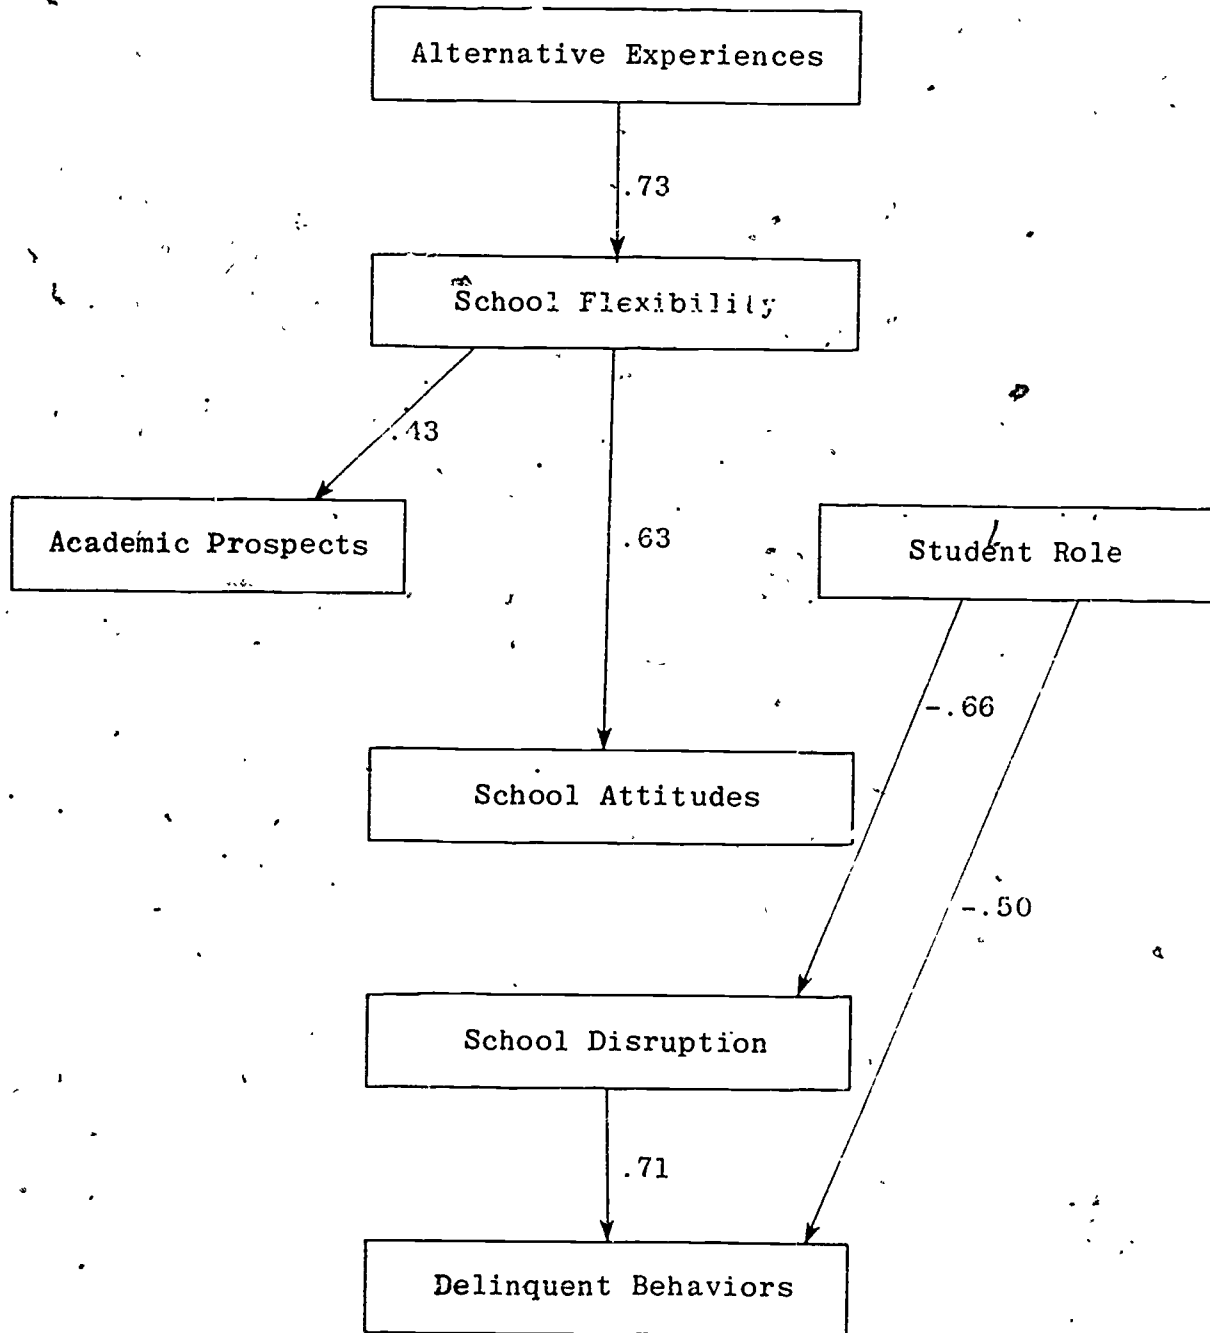 Alternative Experiences
.73
School Flexibility
.43
Academic Prospects
.63
Student Role
-.66
School Attitudes
-.50
School Disruption
.71
Delinquent Behaviors